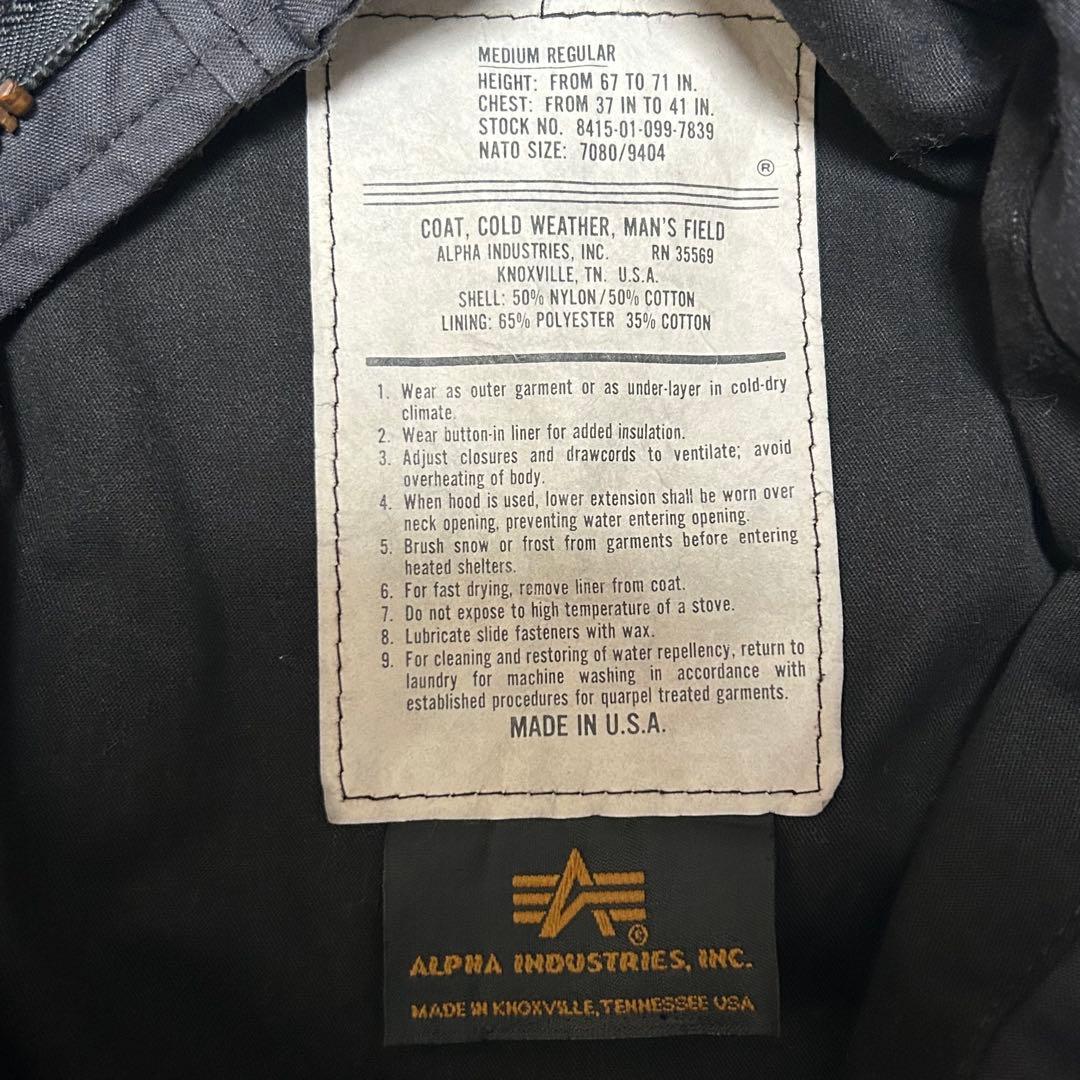 MEDIUM REGULAR
HEIGHT: FROM 67 TO 71 IN.
CHEST: FROM 37 IN TO 41 IN.
STOCK NO. 8415-01-099-7839
NATO SIZE: 7080/9404
®
COAT, COLD WEATHER, MAN'S FIELD
ALPHA INDUSTRIES, INC. RN 35569
KNOXVILLE, TN. U.S.A.
SHELL: 50% NYLON/50% COTTON
LINING: 65% POLYESTER 35% COTTON
1. Wear as outer garment or as under-layer in cold-dry
climate.
2. Wear button-in liner for added insulation.
3. Adjust closures and drawcords to ventilate; avoid
overheating of body.
4. When hood is used, lower extension shall be worn over
neck opening, preventing water entering opening.
5. Brush snow or frost from garments before entering
heated shelters.
6. For fast drying, remove liner from coat.
7. Do not expose to high temperature of a stove.
8. Lubricate slide fasteners with wax.
9. For cleaning and restoring of water repellency, return to
laundry for machine washing in accordance with
established procedures for quarpel treated garments.
MADE IN U.S.A.
©
ALPHA INDUSTRIES, INC.
MADE IN KNOXVILLE, TENNESSEE USA